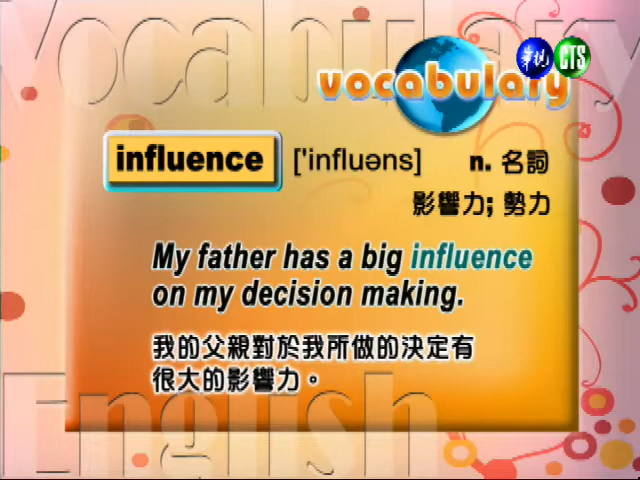 Vocabulary
華視 CTS
vocabulary
influence ['influəns] n. 名詞
影響力; 勢力
My father has a big influence
on my decision making.
我的父親對於我所做的決定有
很大的影響力。
English